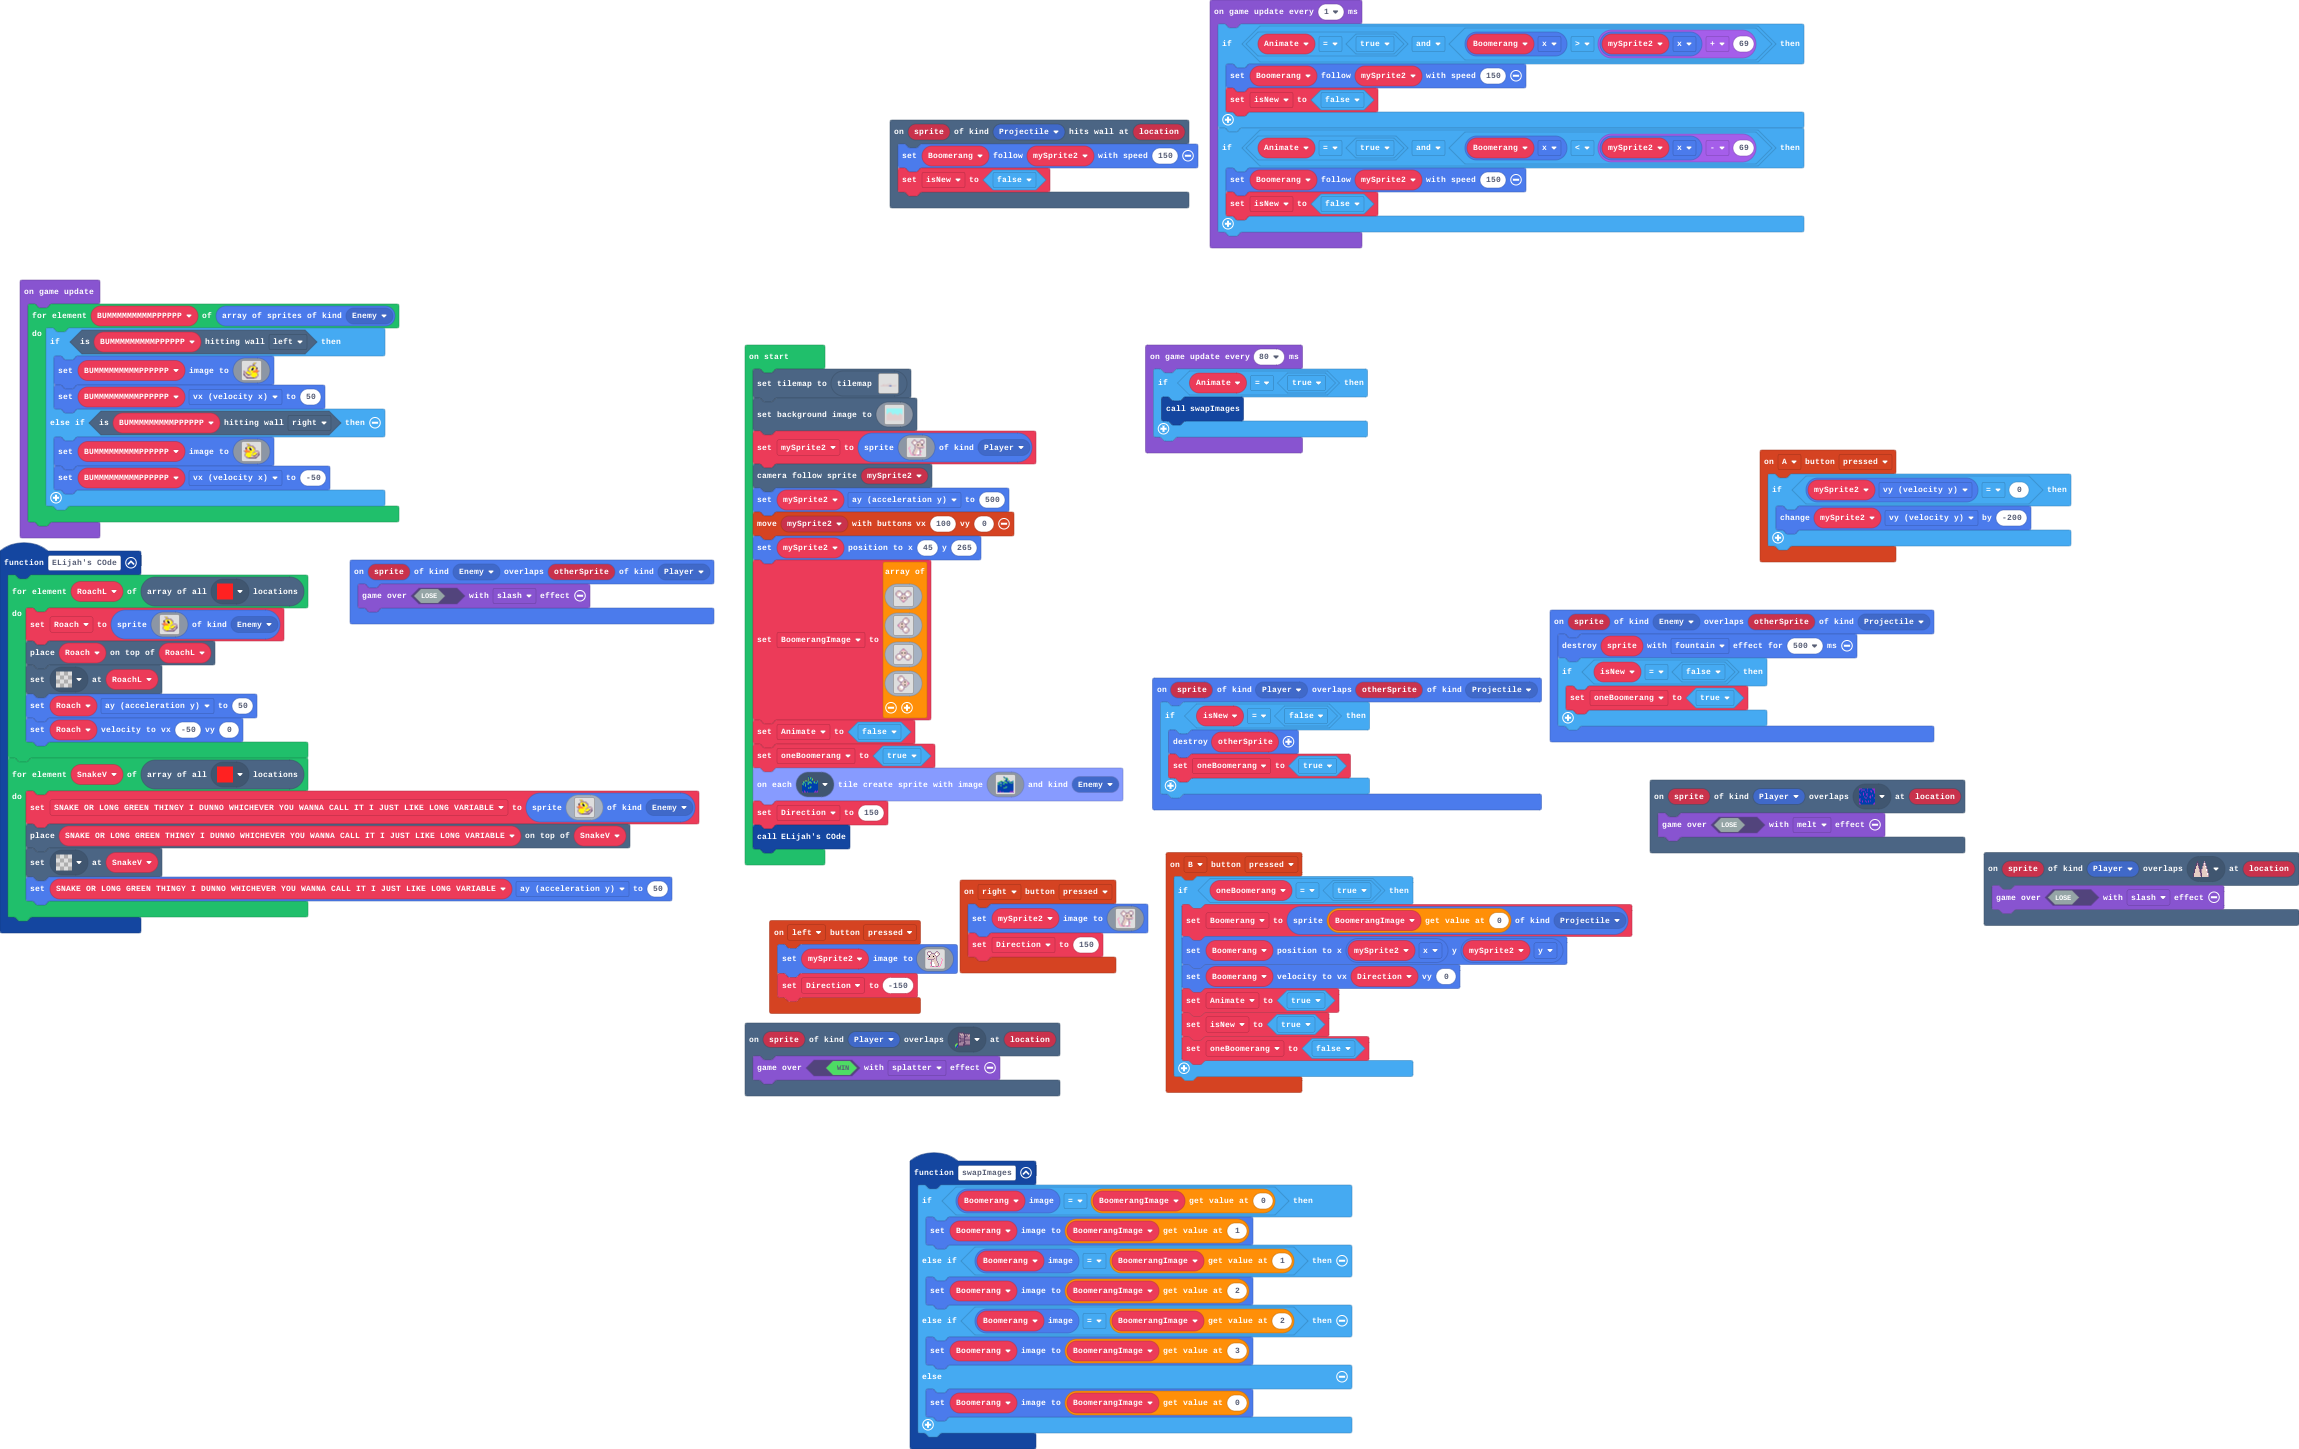 on game update every 1 ms
if Animate = true and Boomerang x > mySprite2 x + 69 then
set Boomerang follow mySprite2 with speed 150
set isNew to false
if Animate = true and Boomerang x < mySprite2 x - 69 then
set Boomerang follow mySprite2 with speed 150
set isNew to false
on sprite of kind Projectile hits wall at location
set Boomerang follow mySprite2 with speed 150
set isNew to false
on game update
for element BUMMMMMMMMMPPPPPP of array of sprites of kind Enemy
do
if is BUMMMMMMMMMPPPPPP hitting wall left then
set BUMMMMMMMMMPPPPPP image to
set BUMMMMMMMMMPPPPPP vx (velocity x) to 50
else if is BUMMMMMMMMMPPPPPP hitting wall right then
set BUMMMMMMMMMPPPPPP image to
set BUMMMMMMMMMPPPPPP vx (velocity x) to -50
function ELijah's COde
for element RoachL of array of all locations
do
set Roach to sprite of kind Enemy
place Roach on top of RoachL
set at RoachL
set Roach ay (acceleration y) to 50
set Roach velocity to vx -50 vy 0
for element SnakeV of array of all locations
do
set SNAKE OR LONG GREEN THINGY I DUNNO WHICHEVER YOU WANNA CALL IT I JUST LIKE LONG VARIABLE to sprite of kind Enemy
place SNAKE OR LONG GREEN THINGY I DUNNO WHICHEVER YOU WANNA CALL IT I JUST LIKE LONG VARIABLE on top of SnakeV
set at SnakeV
set SNAKE OR LONG GREEN THINGY I DUNNO WHICHEVER YOU WANNA CALL IT I JUST LIKE LONG VARIABLE ay (acceleration y) to 50
on sprite of kind Enemy overlaps otherSprite of kind Player
game over LOSE with slash effect
on start
set tilemap to tilemap
set background image to
set mySprite2 to sprite of kind Player
camera follow sprite mySprite2
set mySprite2 ay (acceleration y) to 500
move mySprite2 with buttons vx 100 vy 0
set mySprite2 position to x 45 y 265
set BoomerangImage to array of
set Animate to false
set oneBoomerang to true
on each tile create sprite with image and kind Enemy
set Direction to 150
call ELijah's COde
on game update every 80 ms
if Animate = true then
call swapImages
on A button pressed
if mySprite2 vy (velocity y) = 0 then
change mySprite2 vy (velocity y) by -200
on sprite of kind Enemy overlaps otherSprite of kind Projectile
destroy sprite with fountain effect for 500 ms
if isNew = false then
set oneBoomerang to true
on sprite of kind Player overlaps otherSprite of kind Projectile
if isNew = false then
destroy otherSprite
set oneBoomerang to true
on sprite of kind Player overlaps at location
game over LOSE with melt effect
on sprite of kind Player overlaps at location
game over LOSE with slash effect
on right button pressed
set mySprite2 image to
set Direction to 150
on left button pressed
set mySprite2 image to
set Direction to -150
on sprite of kind Player overlaps at location
game over WIN with splatter effect
on B button pressed
if oneBoomerang = true then
set Boomerang to sprite BoomerangImage get value at 0 of kind Projectile
set Boomerang position to x mySprite2 x y mySprite2 y
set Boomerang velocity to vx Direction vy 0
set Animate to true
set isNew to true
set oneBoomerang to false
function swapImages
if Boomerang image = BoomerangImage get value at 0 then
set Boomerang image to BoomerangImage get value at 1
else if Boomerang image = BoomerangImage get value at 1 then
set Boomerang image to BoomerangImage get value at 2
else if Boomerang image = BoomerangImage get value at 2 then
set Boomerang image to BoomerangImage get value at 3
else
set Boomerang image to BoomerangImage get value at 0